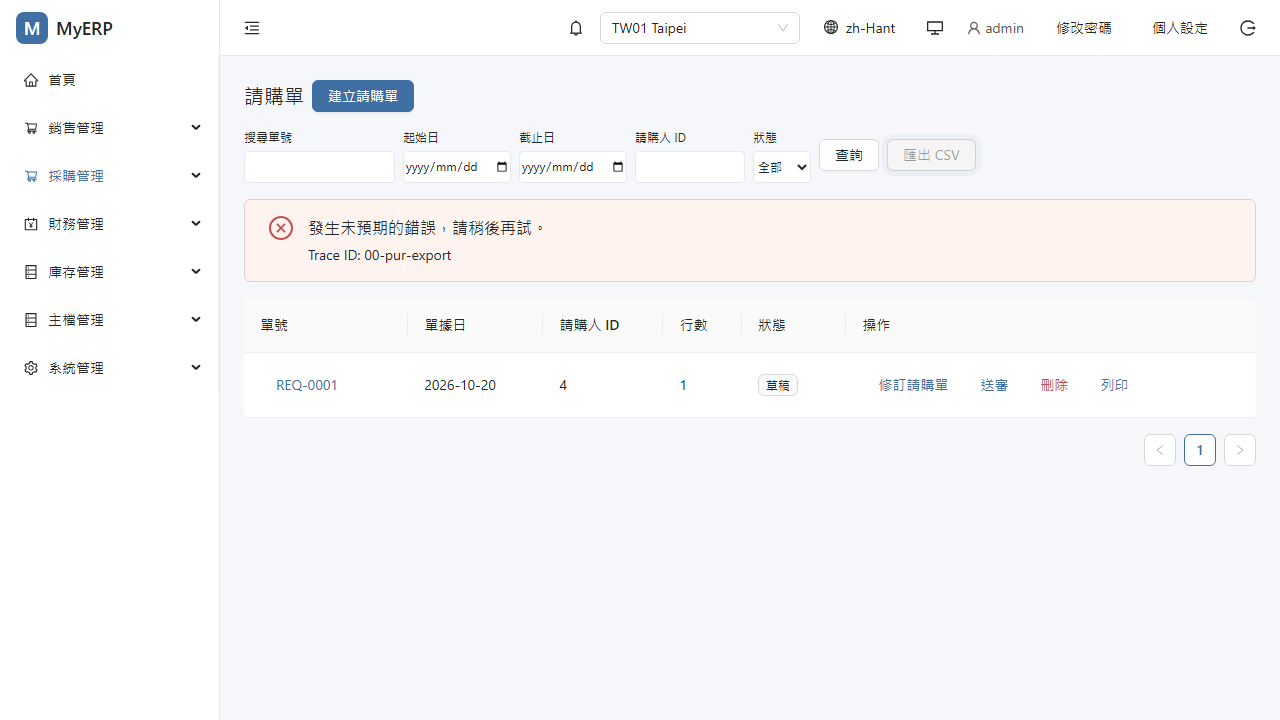 M MyERP
TW01 Taipei
zh-Hant
admin
修改密碼
個人設定
首頁
銷售管理
採購管理
財務管理
庫存管理
主檔管理
系統管理
請購單 建立請購單
搜尋單號 起始日 截止日 請購人 ID 狀態
yyyy/mm/dd yyyy/mm/dd 全部 查詢 匯出 CSV
發生未預期的錯誤，請稍後再試。
Trace ID: 00-pur-export
單號 單據日 請購人 ID 行數 狀態 操作
REQ-0001 2026-10-20 4 1 草稿 修訂請購單 送審 刪除 列印
1